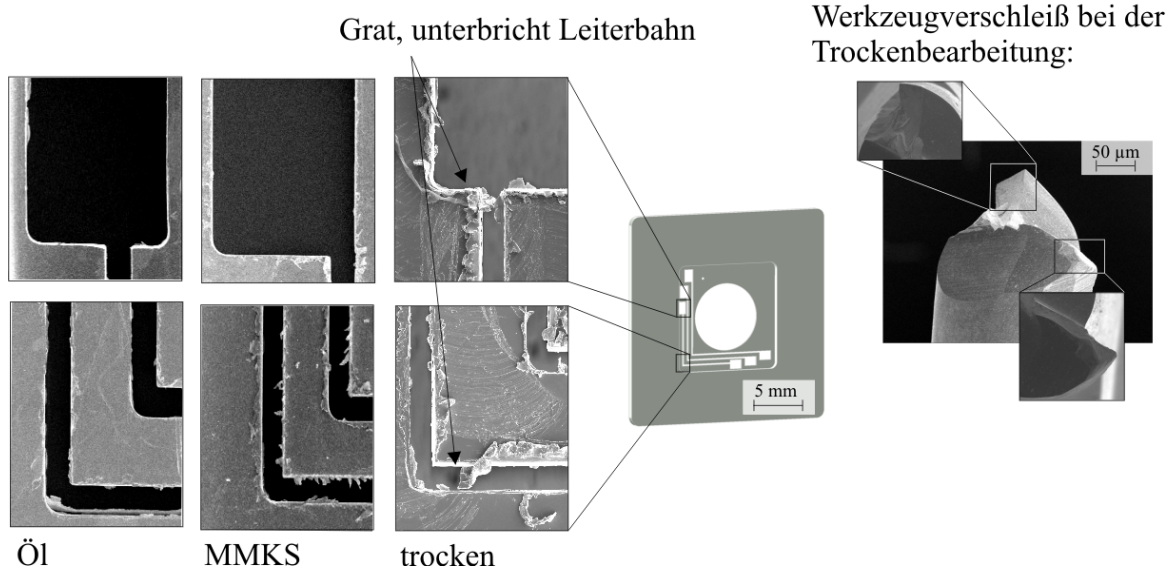 Grat, unterbricht Leiterbahn
Werkzeugverschleiß bei der
Trockenbearbeitung:
50 µm
5 mm
Öl
MMKS
trocken